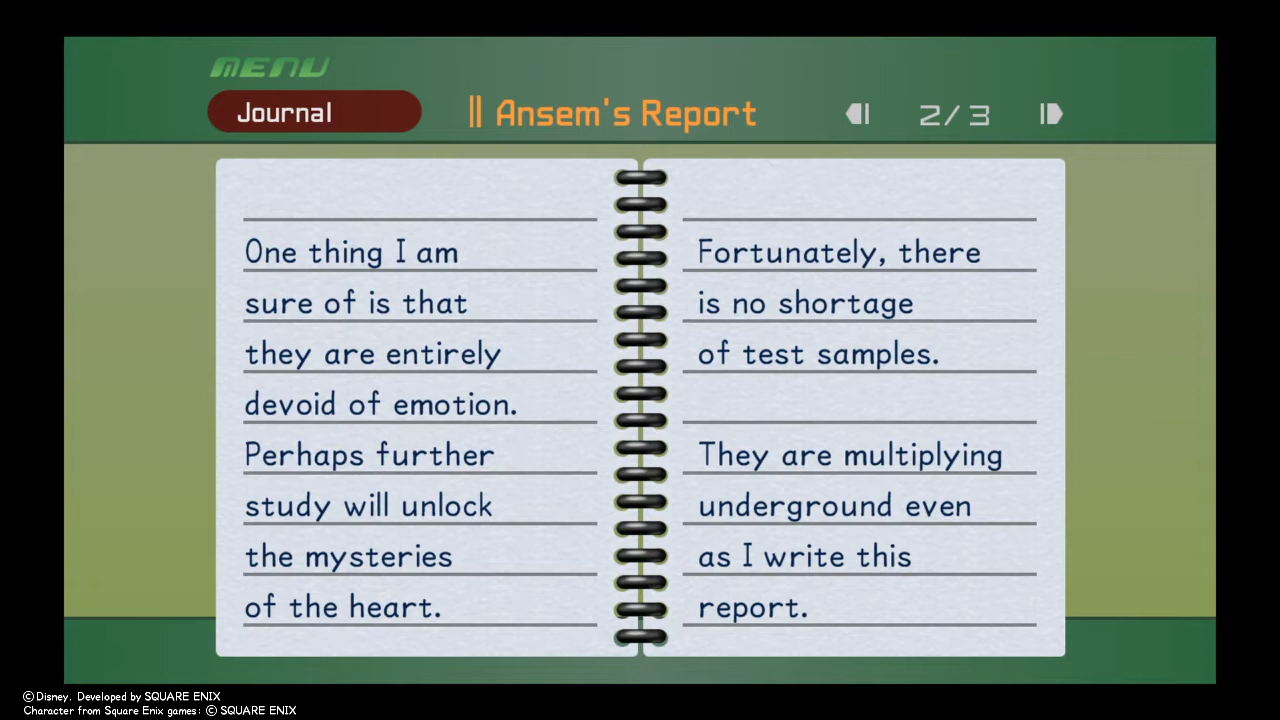 MENU
Journal
Ansem's Report
2/3
One thing I am
sure of is that
they are entirely
devoid of emotion.
Perhaps further
study will unlock
the mysteries
of the heart.
Fortunately, there
is no shortage
of test samples.
They are multiplying
underground even
as I write this
report.
©Disney. Developed by SQUARE ENIX
Character from Square Enix games: © SQUARE ENIX